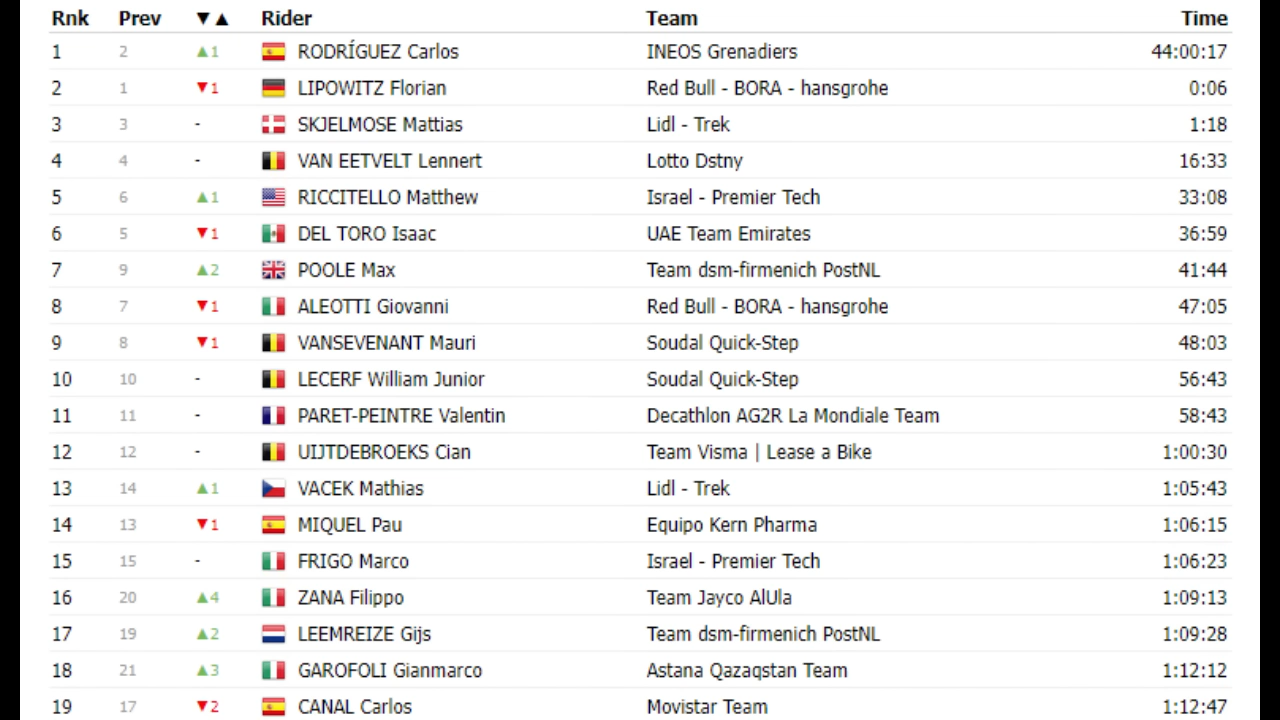 Rnk Prev ▼▲ Rider Team Time
1 2 ▲1 RODRÍGUEZ Carlos INEOS Grenadiers 44:00:17
2 1 ▼1 LIPOWITZ Florian Red Bull - BORA - hansgrohe 0:06
3 3 - SKJELMOSE Mattias Lidl - Trek 1:18
4 4 - VAN EETVELT Lennert Lotto Dstny 16:33
5 6 ▲1 RICCITELLO Matthew Israel - Premier Tech 33:08
6 5 ▼1 DEL TORO Isaac UAE Team Emirates 36:59
7 9 ▲2 POOLE Max Team dsm-firmenich PostNL 41:44
8 7 ▼1 ALEOTTI Giovanni Red Bull - BORA - hansgrohe 47:05
9 8 ▼1 VANSEVENANT Mauri Soudal Quick-Step 48:03
10 10 - LECERF William Junior Soudal Quick-Step 56:43
11 11 - PARET-PEINTRE Valentin Decathlon AG2R La Mondiale Team 58:43
12 12 - UIJTDEBROEKS Cian Team Visma | Lease a Bike 1:00:30
13 14 ▲1 VACEK Mathias Lidl - Trek 1:05:43
14 13 ▼1 MIQUEL Pau Equipo Kern Pharma 1:06:15
15 15 - FRIGO Marco Israel - Premier Tech 1:06:23
16 20 ▲4 ZANA Filippo Team Jayco AlUla 1:09:13
17 19 ▲2 LEEMREIZE Gijs Team dsm-firmenich PostNL 1:09:28
18 21 ▲3 GAROFOLI Gianmarco Astana Qazaqstan Team 1:12:12
19 17 ▼2 CANAL Carlos Movistar Team 1:12:47